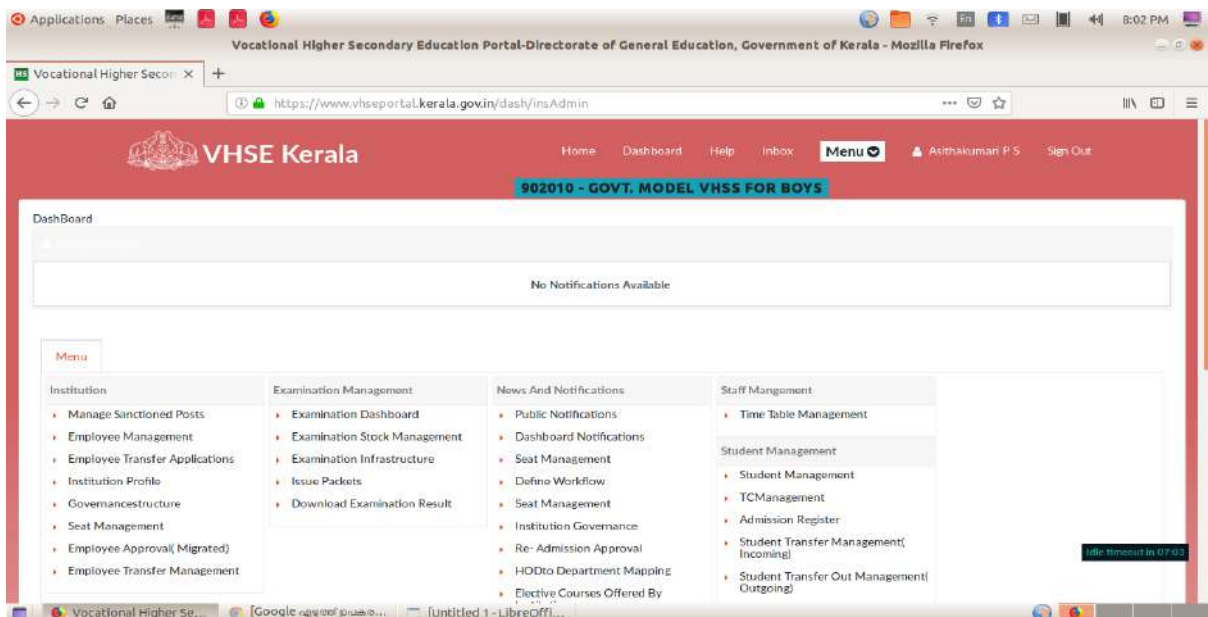 Applications Places En 8:02 PM
Vocational Higher Secondary Education Portal-Directorate of General Education, Government of Kerala - Mozilla Firefox
HS Vocational Higher Secon × +
https://www.vhseportal.kerala.gov.in/dash/insAdmin
VHSE Kerala Home Dashboard Help Inbox Menu Asithakumari P S Sign Out
902010 - GOVT. MODEL VHSS FOR BOYS
DashBoard
No Notifications Available
Menu
Institution
Manage Sanctioned Posts
Employee Management
Employee Transfer Applications
Institution Profile
Governancestructure
Seat Management
Employee Approval( Migrated)
Employee Transfer Management
Examination Management
Examination Dashboard
Examination Stock Management
Examination Infrastructure
Issue Packets
Download Examination Result
News And Notifications
Public Notifications
Dashboard Notifications
Seat Management
Define Workflow
Seat Management
Institution Governance
Re- Admission Approval
HODto Department Mapping
Elective Courses Offered By
Staff Mangement
Time Table Management
Student Management
Student Management
TCManagement
Admission Register
Student Transfer Management(
Incoming)
Student Transfer Out Management(
Outgoing)
Idle timeout in 07:03
Vocational Higher Se... [Google [Untitled 1 - LibreOffi...